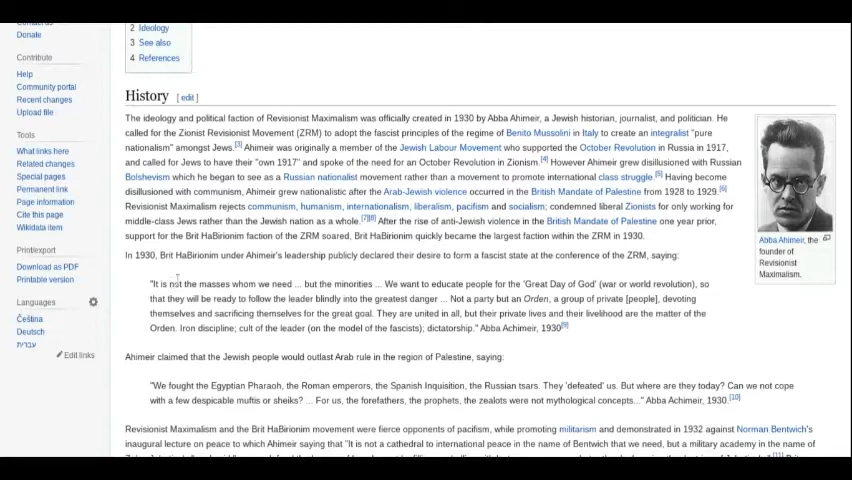 Donate
Contribute
Help
Community portal
Recent changes
Upload file
Tools
What links here
Related changes
Special pages
Permanent link
Page information
Cite this page
Wikidata item
Print/export
Download as PDF
Printable version
Languages
Čeština
Deutsch
עברית
Edit links
2 Ideology
3 See also
4 References
History [ edit ]
The ideology and political faction of Revisionist Maximalism was officially created in 1930 by Abba Ahimeir, a Jewish historian, journalist, and politician. He
called for the Zionist Revisionist Movement (ZRM) to adopt the fascist principles of the regime of Benito Mussolini in Italy to create an integralist "pure
nationalism" amongst Jews.[3] Ahimeir was originally a member of the Jewish Labour Movement who supported the October Revolution in Russia in 1917,
and called for Jews to have their "own 1917" and spoke of the need for an October Revolution in Zionism.[4] However Ahimeir grew disillusioned with Russian
Bolshevism which he began to see as a Russian nationalist movement rather than a movement to promote international class struggle.[5] Having become
disillusioned with communism, Ahimeir grew nationalistic after the Arab-Jewish violence occurred in the British Mandate of Palestine from 1928 to 1929.[6]
Revisionist Maximalism rejects communism, humanism, internationalism, liberalism, pacifism and socialism; condemned liberal Zionists for only working for
middle-class Jews rather than the Jewish nation as a whole.[7][8] After the rise of anti-Jewish violence in the British Mandate of Palestine one year prior,
support for the Brit HaBirionim faction of the ZRM soared, Brit HaBirionim quickly became the largest faction within the ZRM in 1930.
In 1930, Brit HaBirionim under Ahimeir's leadership publicly declared their desire to form a fascist state at the conference of the ZRM, saying:
"It is not the masses whom we need ... but the minorities ... We want to educate people for the 'Great Day of God' (war or world revolution), so
that they will be ready to follow the leader blindly into the greatest danger ... Not a party but an Orden, a group of private [people], devoting
themselves and sacrificing themselves for the great goal. They are united in all, but their private lives and their livelihood are the matter of the
Orden. Iron discipline; cult of the leader (on the model of the fascists); dictatorship." Abba Achimeir, 1930[9]
Ahimeir claimed that the Jewish people would outlast Arab rule in the region of Palestine, saying:
"We fought the Egyptian Pharaoh, the Roman emperors, the Spanish Inquisition, the Russian tsars. They 'defeated' us. But where are they today? Can we not cope
with a few despicable muftis or sheiks? ... For us, the forefathers, the prophets, the zealots were not mythological concepts..." Abba Achimeir, 1930.[10]
Revisionist Maximalism and the Brit HaBirionim movement were fierce opponents of pacifism, while promoting militarism and demonstrated in 1932 against Norman Bentwich's
inaugural lecture on peace to which Ahimeir saying that "It is not a cathedral to international peace in the name of Bentwich that we need, but a military academy in the name of
Abba Ahimeir, the
founder of
Revisionist
Maximalism.